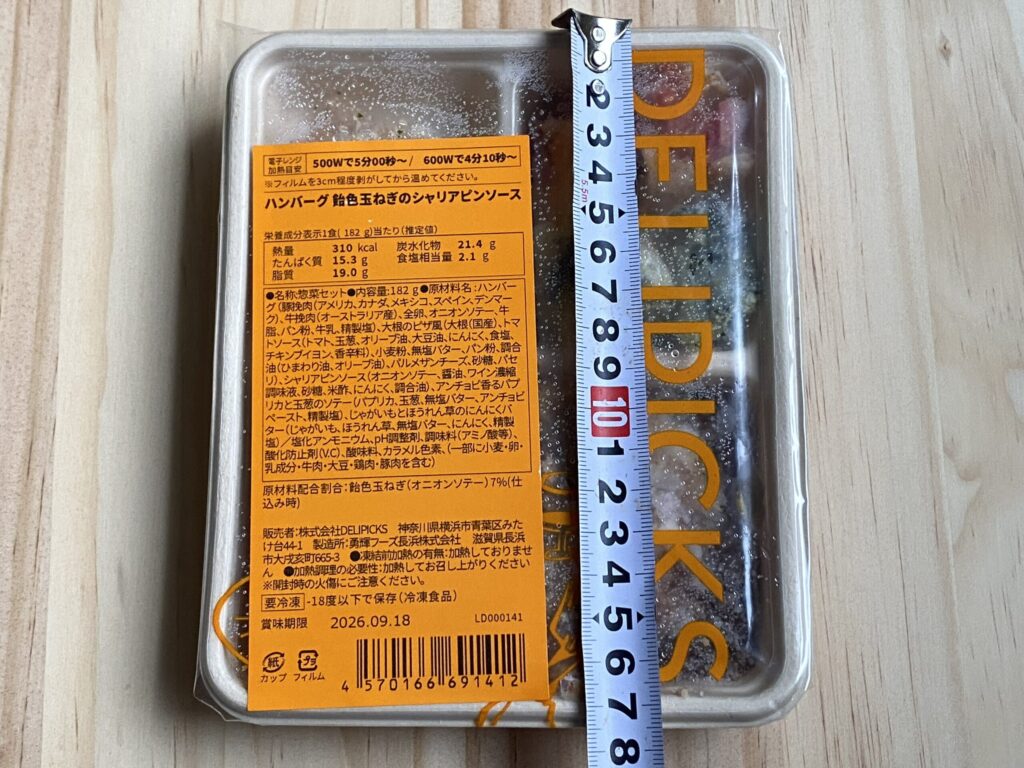 電子レンジ
加熱目安
500Wで5分00秒〜 / 600Wで4分10秒〜
※フィルムを3cm程度剥がしてから温めてください。
ハンバーグ 飴色玉ねぎのシャリアピンソース
栄養成分表示1食( 182 g)当たり(推定値)
熱量 310 kcal 炭水化物 21.4 g
たんぱく質 15.3 g 食塩相当量 2.1 g
脂質 19.0 g
●名称:惣菜セット●内容量:182 g●原材料名:ハンバー
グ(豚挽肉(アメリカ、カナダ、メキシコ、スペイン、デンマー
ク)、牛挽肉(オーストラリア産)、全卵、オニオンソテー、牛
脂、パン粉、牛乳、精製塩)、大根のピザ風(大根(国産)、トマ
トソース(トマト、玉葱、オリーブ油、大豆油、にんにく、食塩、
チキンブイヨン、香辛料)、小麦粉、無塩バター、パン粉、調合
油(ひまわり油、オリーブ油)、パルメザンチーズ、砂糖、パセ
リ)、シャリアピンソース(オニオンソテー、醤油、ワイン濃縮
調味液、砂糖、米酢、にんにく、調合油)、アンチョビ香るパプ
リカと玉葱のソテー(パプリカ、玉葱、無塩バター、アンチョビ
ペースト、精製塩)、じゃがいもとほうれん草のにんにくバ
ター(じゃがいも、ほうれん草、無塩バター、にんにく、精製
塩)/塩化アンモニウム、pH調整剤、調味料(アミノ酸等)、
酸化防止剤(V.C)、酸味料、カラメル色素、(一部に小麦・卵・
乳成分・牛肉・大豆・鶏肉・豚肉を含む)
原材料配合割合:飴色玉ねぎ(オニオンソテー)7%(仕
込み時)
販売者:株式会社DELIPICKS 神奈川県横浜市青葉区みた
け台44-1 製造所:勇輝フーズ長浜株式会社 滋賀県長浜
市大戌亥町665-3 ●凍結前加熱の有無:加熱しておりませ
ん ●加熱調理の必要性:加熱してお召し上がりください
※開封時の火傷にご注意ください。
要冷凍 -18度以下で保存(冷凍食品)
賞味期限 2026.09.18 LD000141
紙 プラ
カップ フィルム
4 570166 691412
2
3
4
5.5m
5
6
7
8
9
10
1
2
3
4
5
6
7
8
DELIPICKS